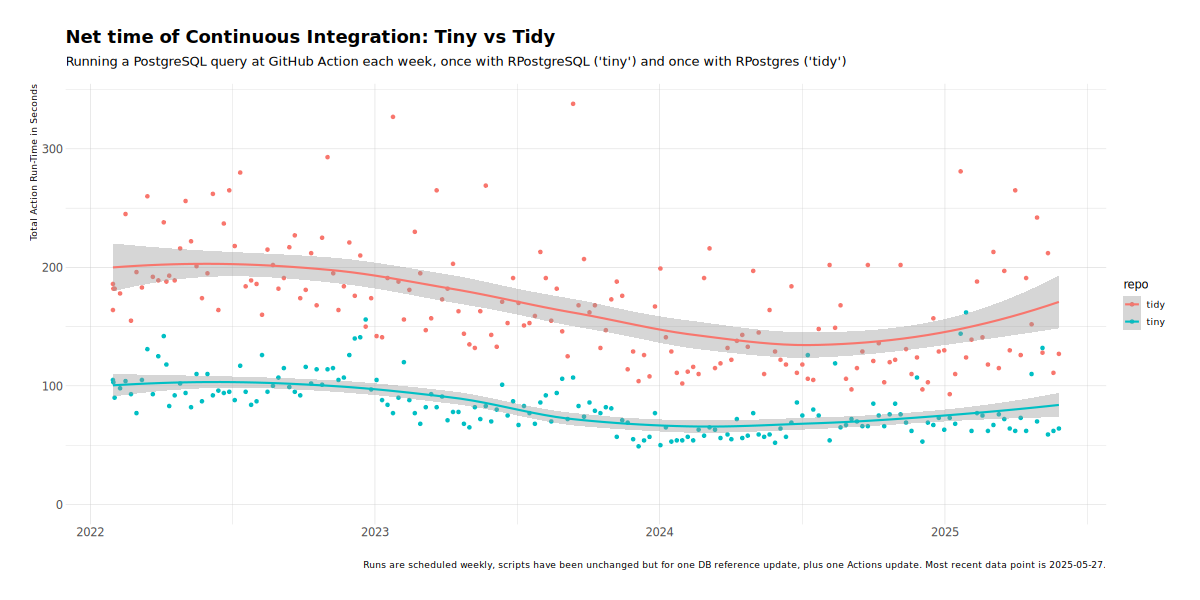 Net time of Continuous Integration: Tiny vs Tidy
Running a PostgreSQL query at GitHub Action each week, once with RPostgreSQL ('tiny') and once with RPostgres ('tidy')
Total Action Run-Time in Seconds
300
200
100
0
2022
2023
2024
2025
repo
tidy
tiny
Runs are scheduled weekly, scripts have been unchanged but for one DB reference update, plus one Actions update. Most recent data point is 2025-05-27.